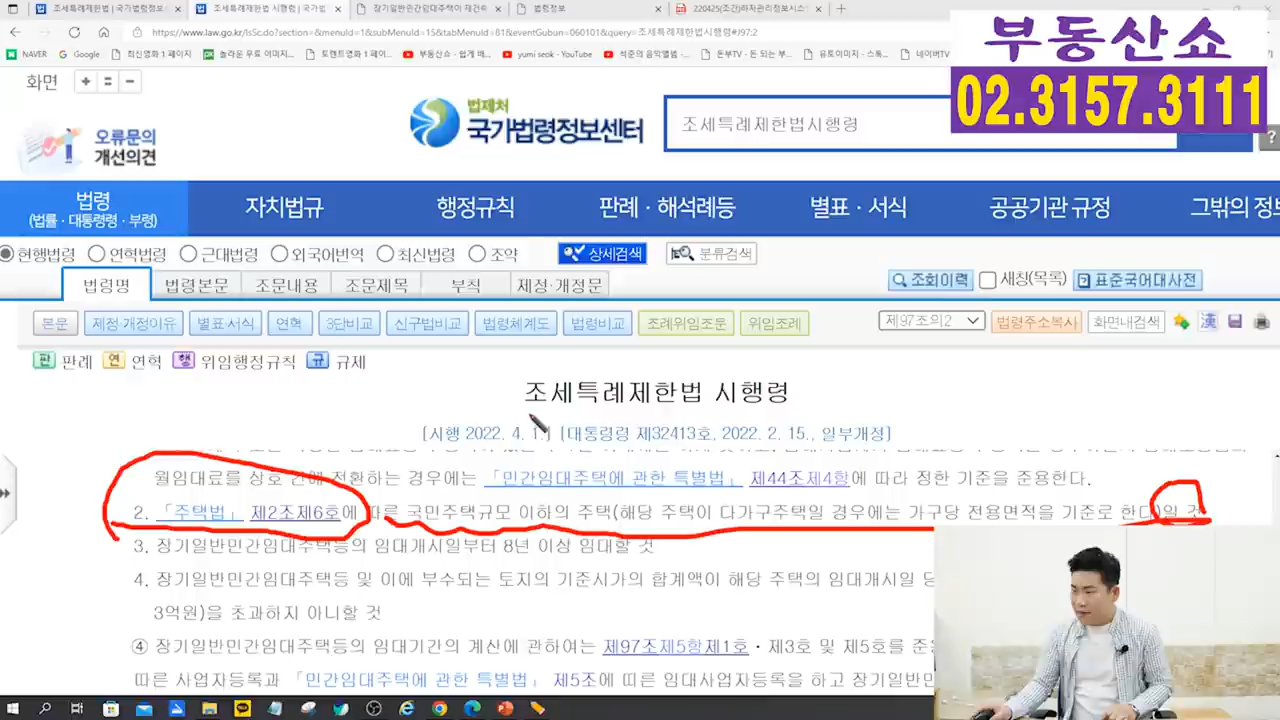 조세특례제한법 | 국가법령정보센
조세특례제한법 시행령 | 국가법
장기일반민간임대주택이 재건축
법령정보
220425(조간)하자관리정보시스
https://www.law.go.kr/lsSc.do?section=&menuId=1&subMenuId=15&tabMenuId=81&eventGubun=060101&query=조세특례제한법시행령#J97:2
NAVER
Google
최신영화 1 페이지
놀라운 무료 이미지...
토렌트영화 1 페이지
부동산쇼 - 쉽게 배...
yumi seok - YouTube
석준의 음악앨범 -...
돈부TV - 돈 되는 부...
유토이미지 - 스톡...
네이버TV
부동산쇼
02.3157.3111
화면
오류문의
개선의견
법제처
국가법령정보센터
조세특례제한법시행령
?
법령
(법률 · 대통령령 · 부령)
자치법규
행정규칙
판례 · 해석례등
별표 · 서식
공공기관 규정
그밖의 정보
현행법령
연혁법령
근대법령
외국어번역
최신법령
조약
상세검색
분류검색
법령명
법령본문
조문내용
조문제목
부칙
제정·개정문
조회이력
새창(목록)
표준국어대사전
본문
제정·개정이유
별표·서식
연혁
3단비교
신구법비교
법령체계도
법령비교
조례위임조문
위임조례
제97조의2
법령주소복사
화면내검색
漢
판 판례
연 연혁
행 위임행정규칙
규 규제
조세특례제한법 시행령
[시행 2022. 4. 1.] [대통령령 제32413호, 2022. 2. 15., 일부개정]
월임대료를 상호 간에 전환하는 경우에는 「민간임대주택에 관한 특별법」 제44조제4항에 따라 정한 기준을 준용한다.
2. 「주택법」 제2조제6호에 따른 국민주택규모 이하의 주택(해당 주택이 다가구주택일 경우에는 가구당 전용면적을 기준으로 한다)일 것
3. 장기일반민간임대주택등의 임대개시일부터 8년 이상 임대할 것
4. 장기일반민간임대주택등 및 이에 부수되는 토지의 기준시가의 합계액이 해당 주택의 임대개시일 당
3억원)을 초과하지 아니할 것
④ 장기일반민간임대주택등의 임대기간의 계산에 관하여는 제97조제5항제1호·제3호 및 제5호를 준용
따른 사업자등록과 「민간임대주택에 관한 특별법」 제5조에 따른 임대사업자등록을 하고 장기일반민